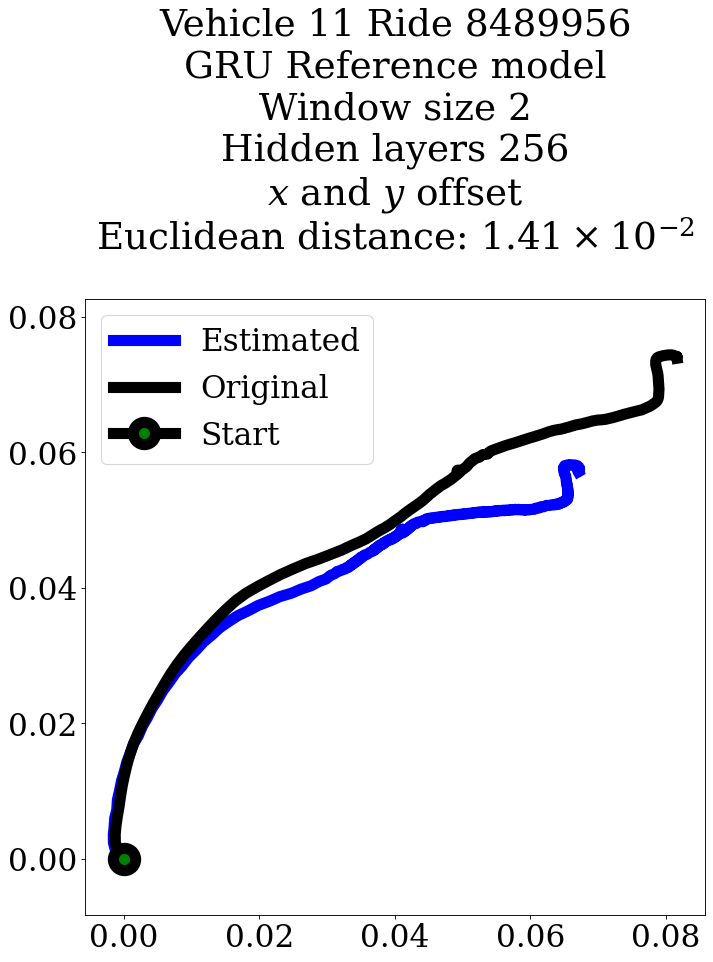 Vehicle 11 Ride 8489956
GRU Reference model
Window size 2
Hidden layers 256
x and y offset
Euclidean distance: 1.41 × 10⁻²
Estimated
Original
Start
0.08
0.06
0.04
0.02
0.00
0.00 0.02 0.04 0.06 0.08